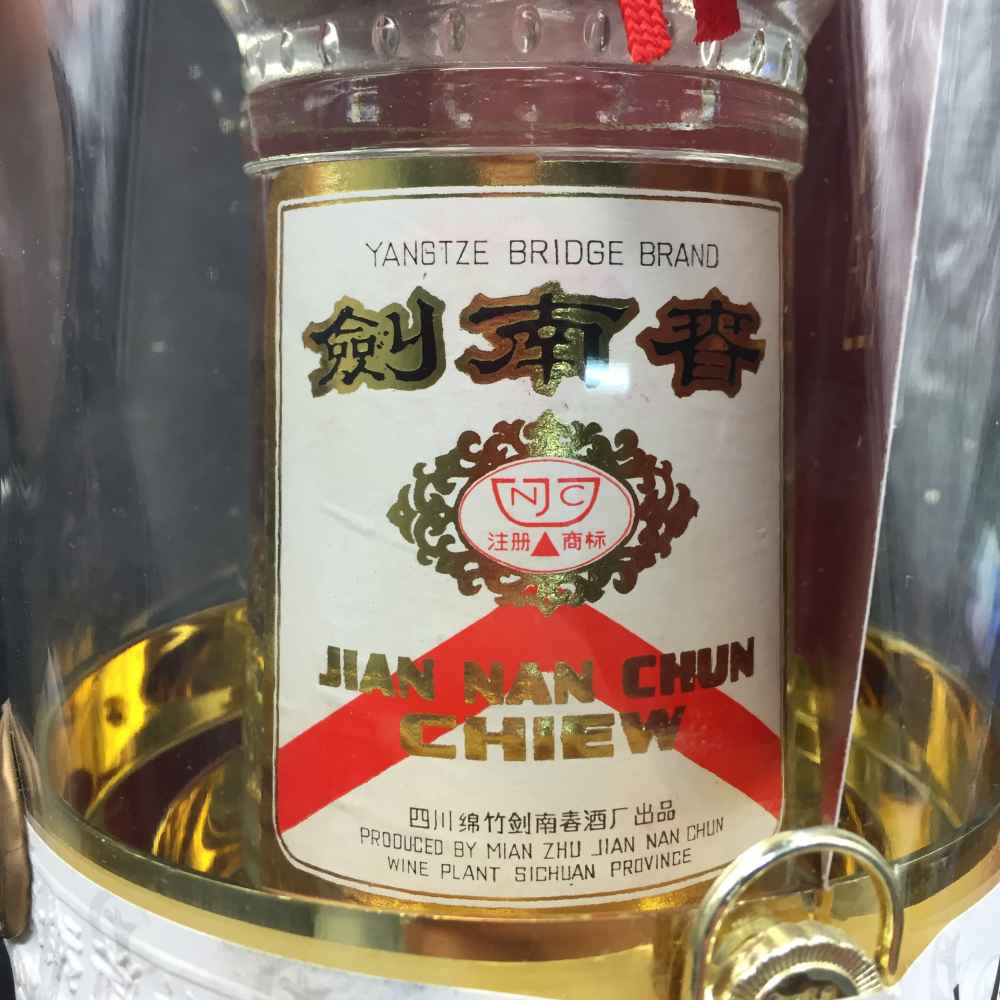 YANGTZE BRIDGE BRAND
劍南春
NJC
注册 商标
JIAN NAN CHUN
CHIEW
四川绵竹剑南春酒厂出品
PRODUCED BY MIAN ZHU JIAN NAN CHUN
WINE PLANT SICHUAN PROVINCE